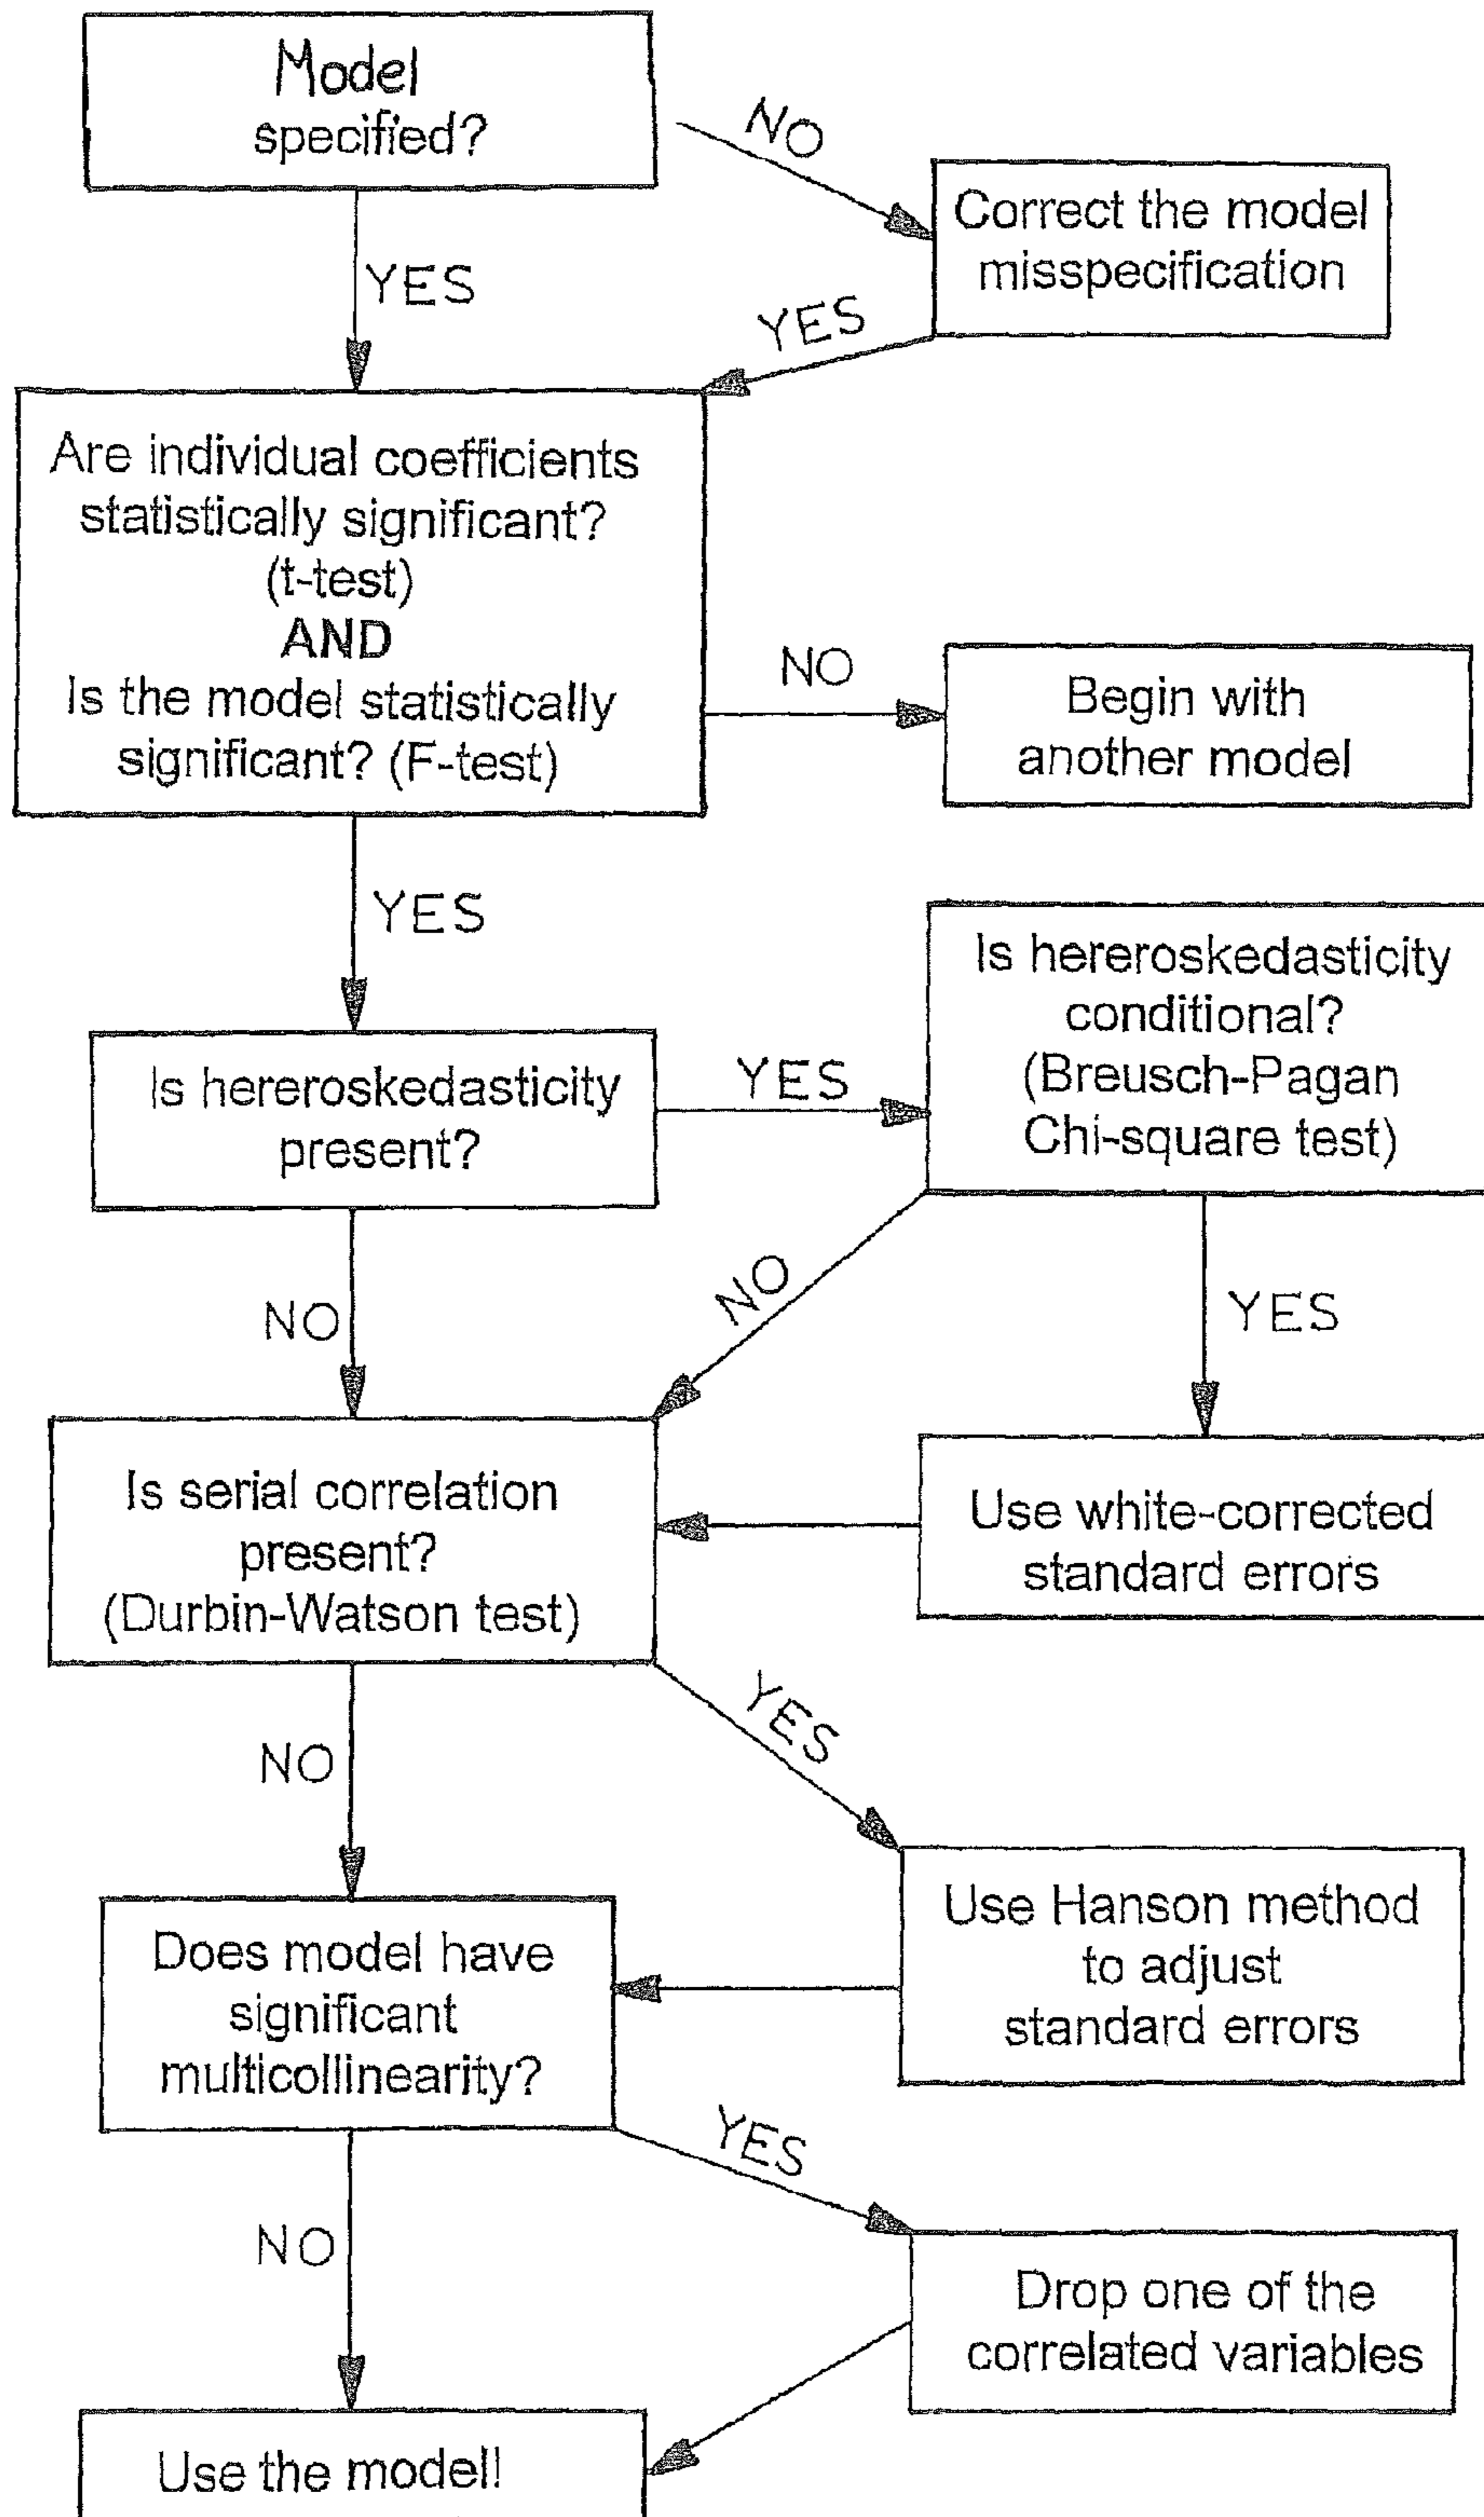 Model
specified?
NO
Correct the model
misspecification
YES
YES
Are individual coefficients
statistically significant?
(t-test)
AND
Is the model statistically
significant? (F-test)
NO
Begin with
another model
YES
Is hereroskedasticity
conditional?
(Breusch-Pagan
Chi-square test)
Is hereroskedasticity
present?
YES
NO
NO
YES
Is serial correlation
present?
(Durbin-Watson test)
Use white-corrected
standard errors
NO
YES
Use Hanson method
to adjust
standard errors
Does model have
significant
multicollinearity?
YES
NO
Drop one of the
correlated variables
Use the model!